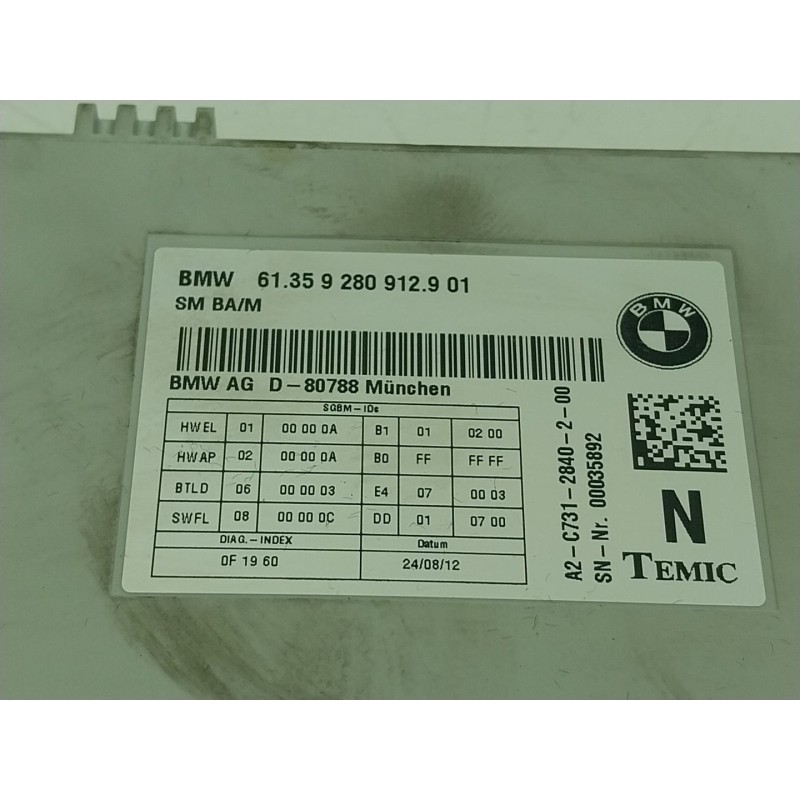 BMW 61.35 9 280 912.9 01
SM BA/M
BMW
BMW AG D-80788 München
SGBM-IDs
HWEL 01 00 00 0A B1 01 02 00
HWAP 02 00 00 0A B0 FF FF FF
BTLD 06 00 00 03 E4 07 00 03
SWFL 08 00 00 0C DD 01 07 00
DIAG.-INDEX Datum
0F 19 60 24/08/12
A2-C731-2840-2-00
SN-Nr. 00035892
N
TEMIC